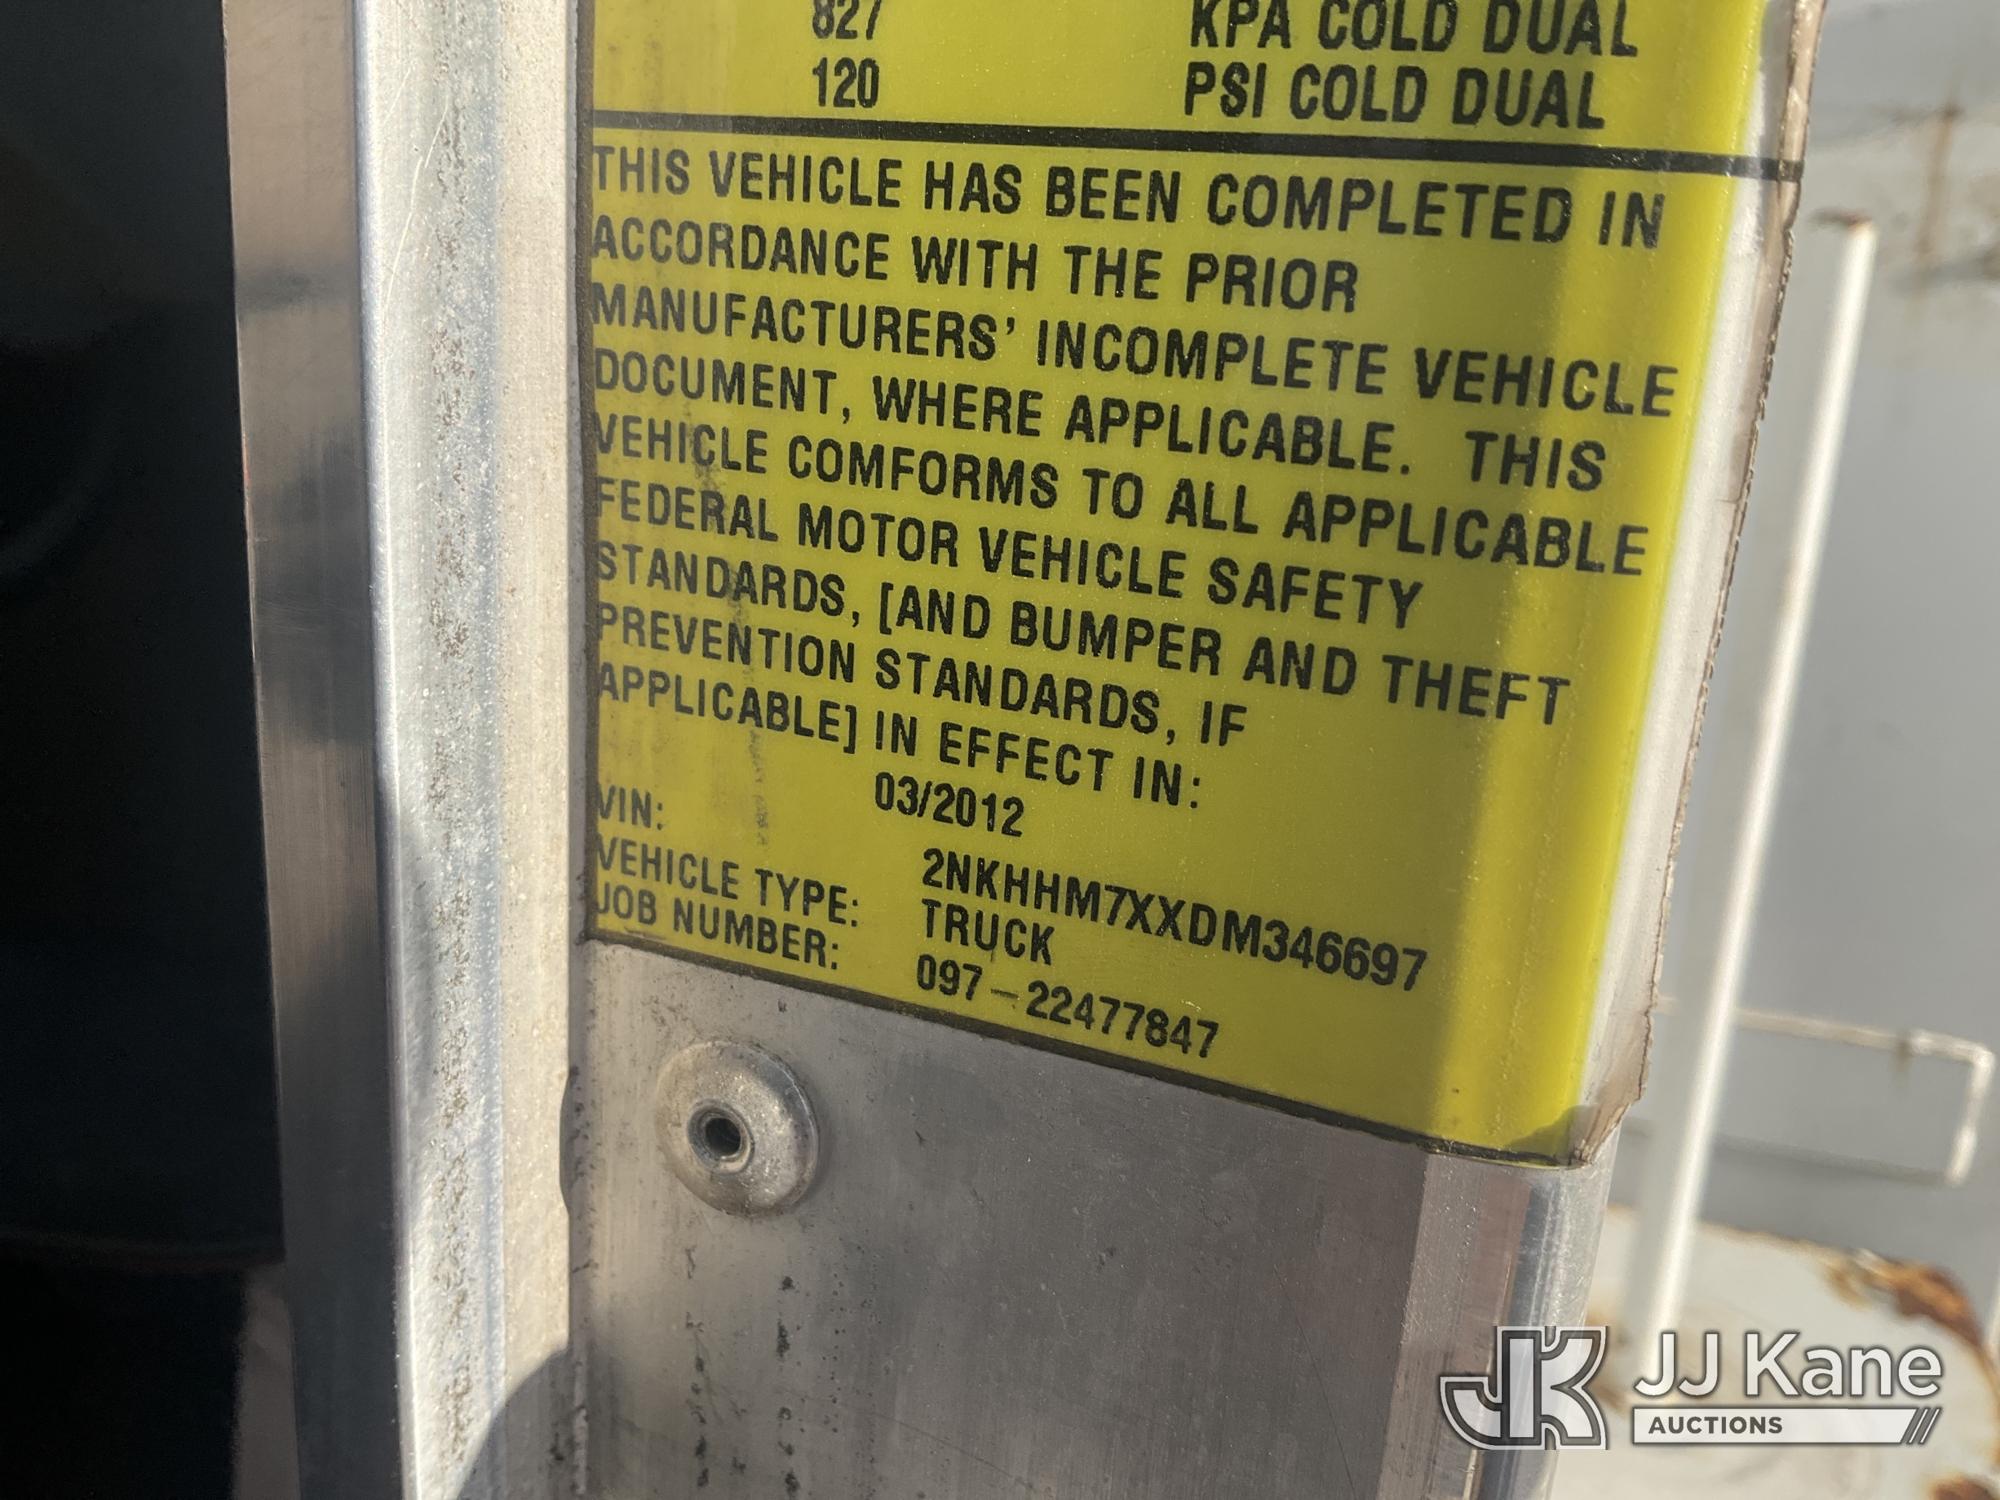 827 KPA COLD DUAL
120 PSI COLD DUAL
THIS VEHICLE HAS BEEN COMPLETED IN
ACCORDANCE WITH THE PRIOR
MANUFACTURERS' INCOMPLETE VEHICLE
DOCUMENT, WHERE APPLICABLE. THIS
VEHICLE COMFORMS TO ALL APPLICABLE
FEDERAL MOTOR VEHICLE SAFETY
STANDARDS, [AND BUMPER AND THEFT
PREVENTION STANDARDS, IF
APPLICABLE] IN EFFECT IN:
03/2012
VIN: 2NKHHM7XXDM346697
VEHICLE TYPE: TRUCK
JOB NUMBER: 097-22477847
JK JJ Kane
AUCTIONS